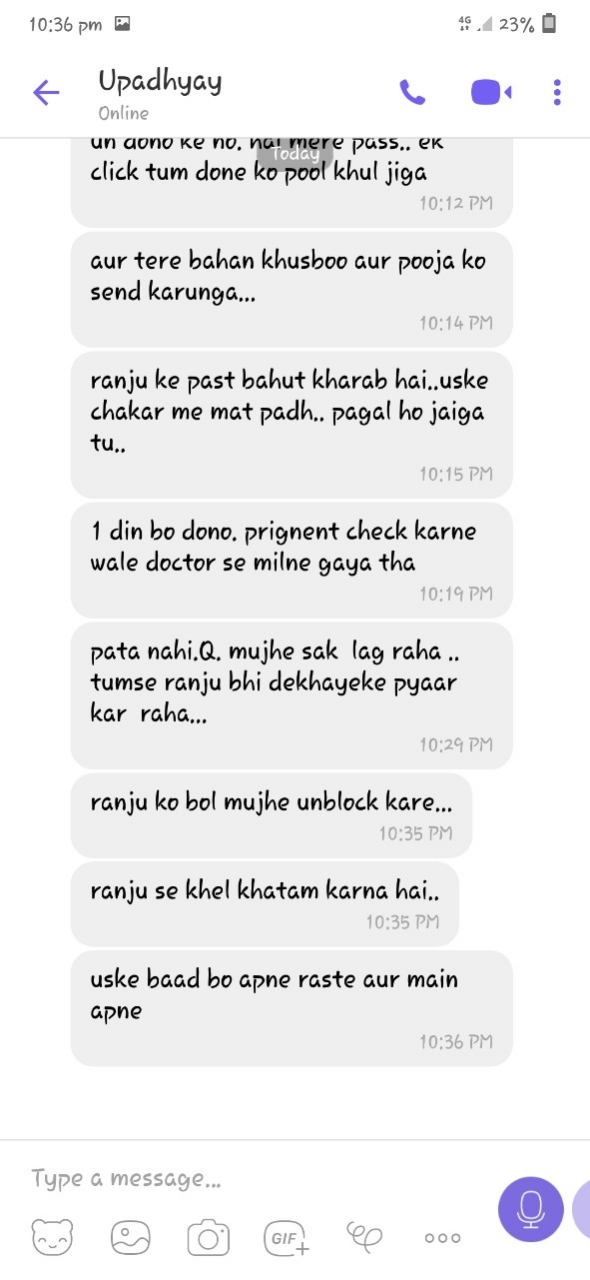 10:36 pm
4G 23%
Upadhyay
Online
un dono ke no. hai mere pass.. ek
Today
click tum done ko pool khul jiga
10:12 PM
aur tere bahan khusboo aur pooja ko
send karunga...
10:14 PM
ranju ke past bahut kharab hai..uske
chakar me mat padh.. pagal ho jaiga
tu..
10:15 PM
1 din bo dono. prignent check karne
wale doctor se milne gaya tha
10:19 PM
pata nahi.Q. mujhe sak lag raha ..
tumse ranju bhi dekhayeke pyaar
kar raha...
10:29 PM
ranju ko bol mujhe unblock kare...
10:35 PM
ranju se khel khatam karna hai..
10:35 PM
uske baad bo apne raste aur main
apne
10:36 PM
Type a message...
GIF